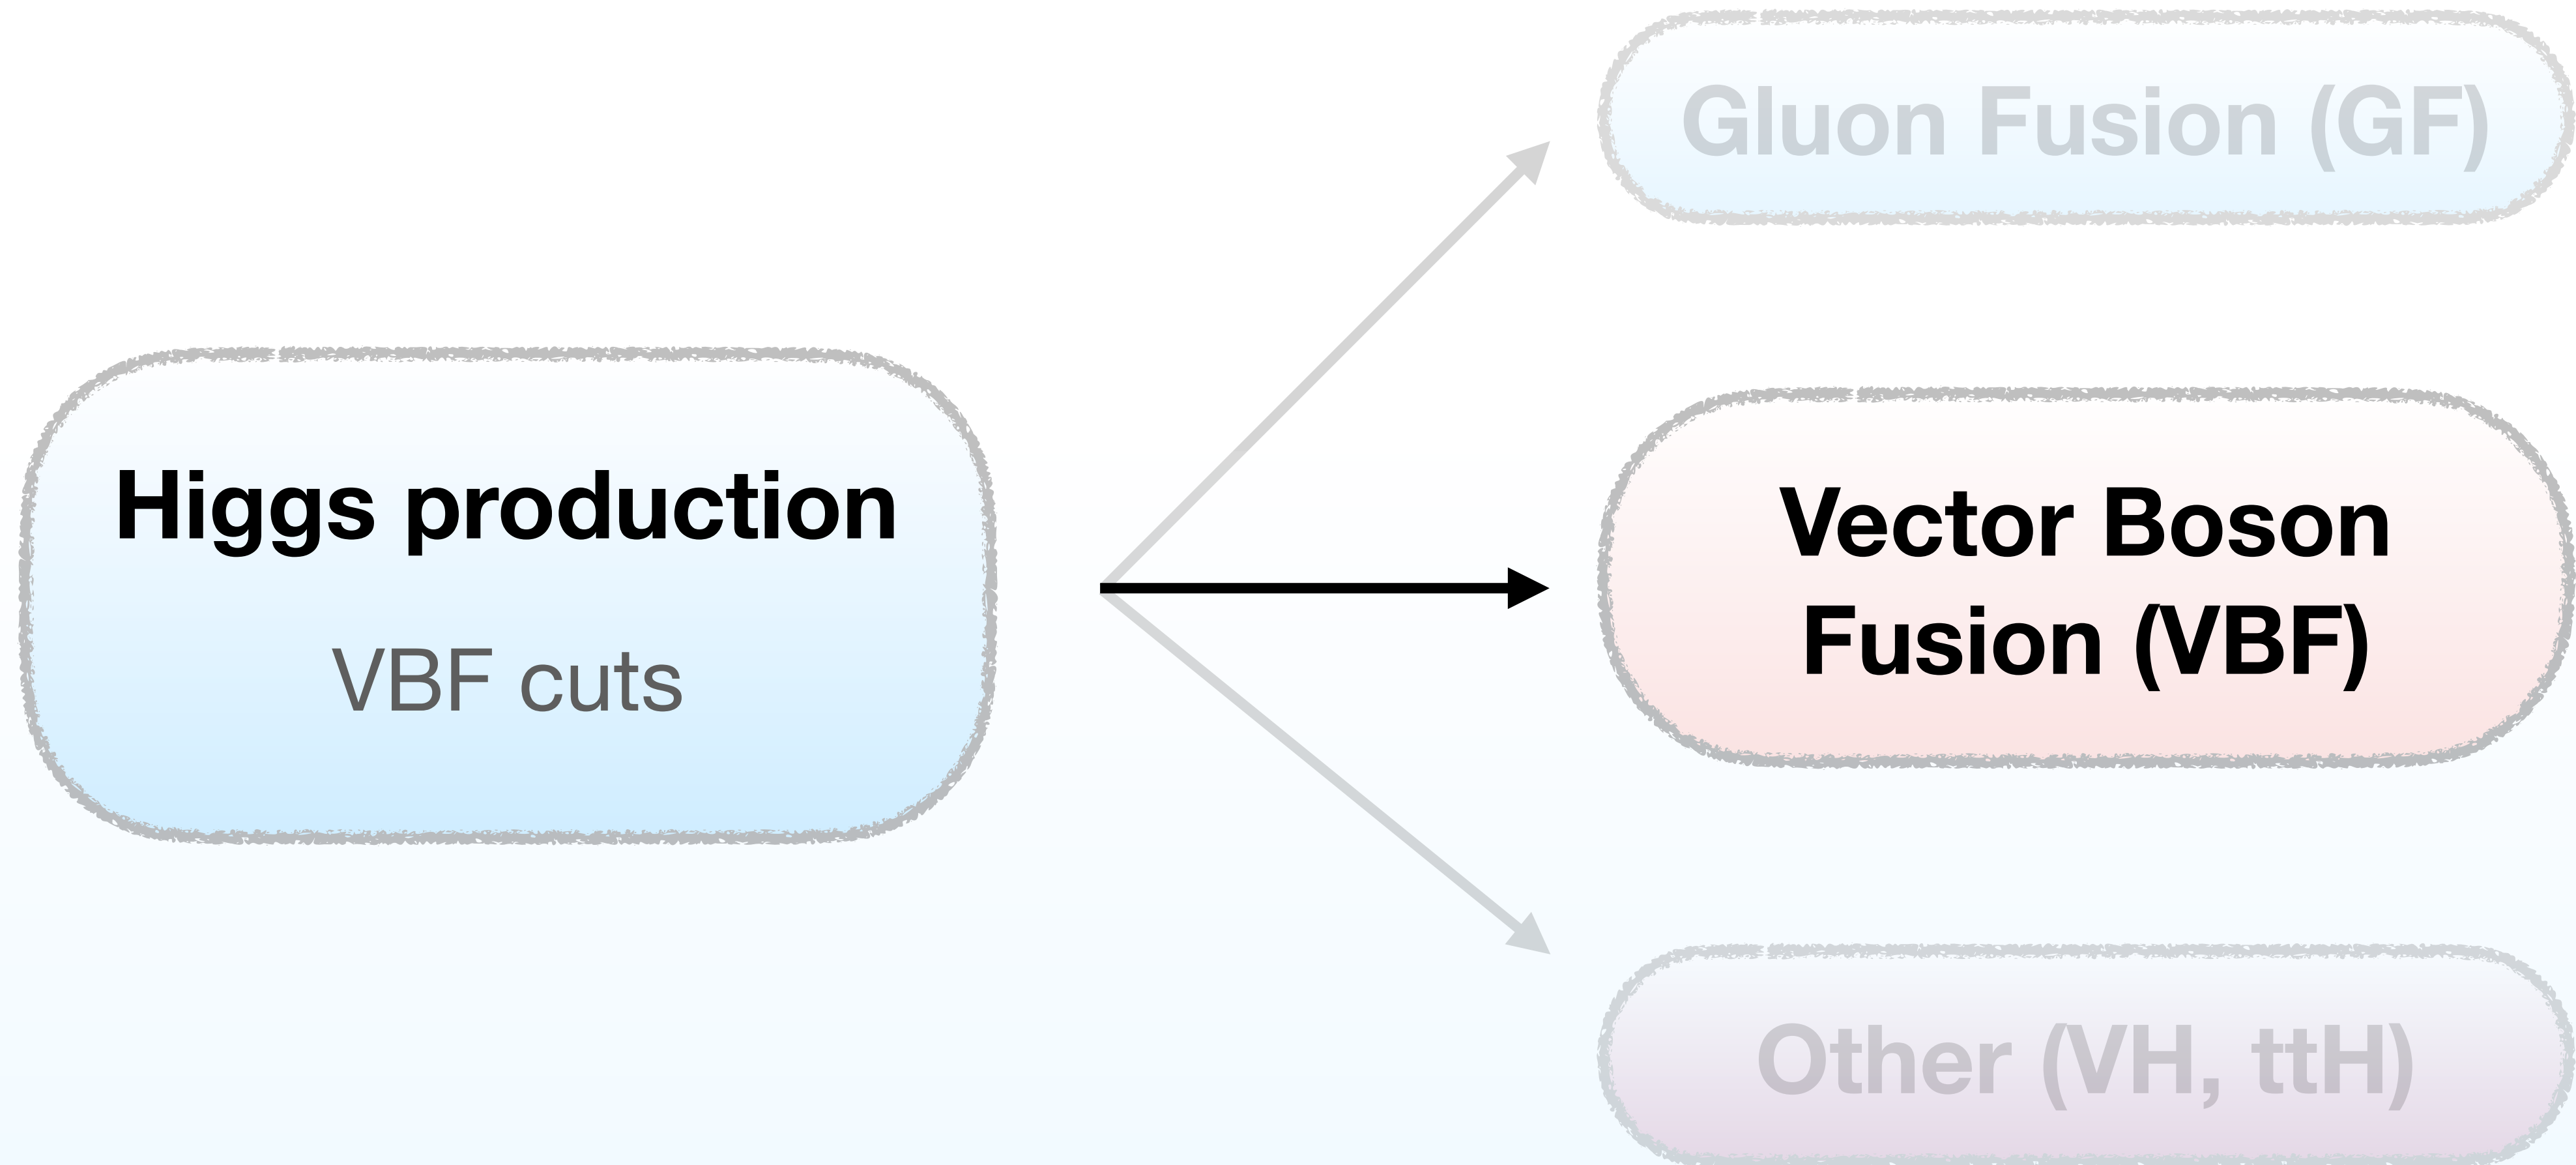 Gluon Fusion (GF)
Higgs production
VBF cuts
Vector Boson
Fusion (VBF)
Other (VH, ttH)